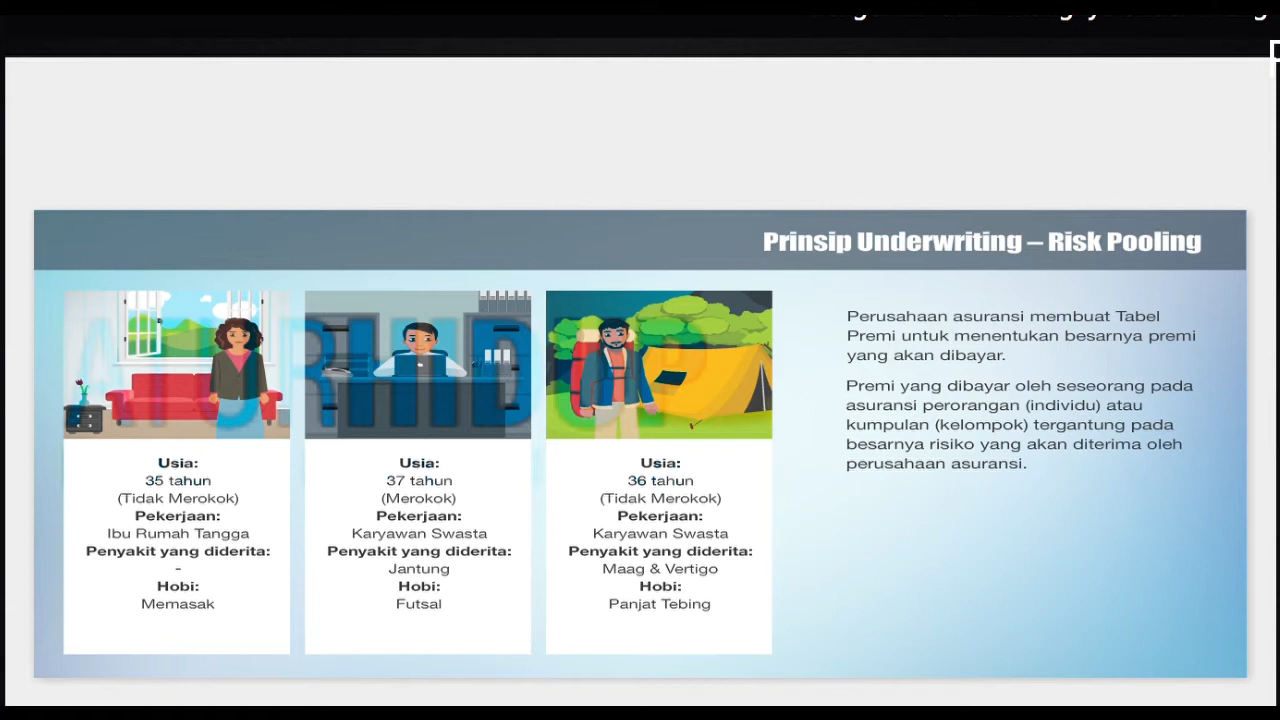 Prinsip Underwriting – Risk Pooling
Usia:
35 tahun
(Tidak Merokok)
Pekerjaan:
Ibu Rumah Tangga
Penyakit yang diderita:
-
Hobi:
Memasak
Usia:
37 tahun
(Merokok)
Pekerjaan:
Karyawan Swasta
Penyakit yang diderita:
Jantung
Hobi:
Futsal
Usia:
36 tahun
(Tidak Merokok)
Pekerjaan:
Karyawan Swasta
Penyakit yang diderita:
Maag & Vertigo
Hobi:
Panjat Tebing
Perusahaan asuransi membuat Tabel
Premi untuk menentukan besarnya premi
yang akan dibayar.
Premi yang dibayar oleh seseorang pada
asuransi perorangan (individu) atau
kumpulan (kelompok) tergantung pada
besarnya risiko yang akan diterima oleh
perusahaan asuransi.